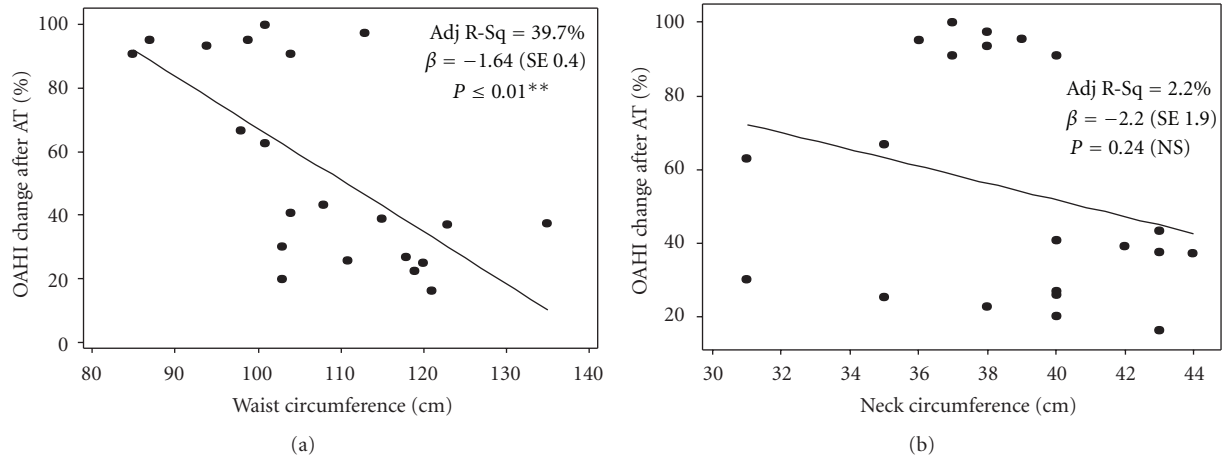 100
80
60
40
20
0
OAHI change after AT (%)
Adj R-Sq = 39.7%
β = −1.64 (SE 0.4)
P ≤ 0.01**
80 90 100 110 120 130 140
Waist circumference (cm)
(a)
100
80
60
40
20
OAHI change after AT (%)
Adj R-Sq = 2.2%
β = −2.2 (SE 1.9)
P = 0.24 (NS)
30 32 34 36 38 40 42 44
Neck circumference (cm)
(b)